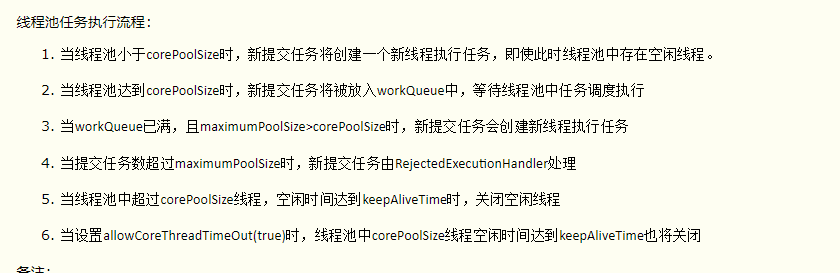 线程池任务执行流程：
1. 当线程池小于corePoolSize时，新提交任务将创建一个新线程执行任务，即使此时线程池中存在空闲线程。
2. 当线程池达到corePoolSize时，新提交任务将被放入workQueue中，等待线程池中任务调度执行
3. 当workQueue已满，且maximumPoolSize>corePoolSize时，新提交任务会创建新线程执行任务
4. 当提交任务数超过maximumPoolSize时，新提交任务由RejectedExecutionHandler处理
5. 当线程池中超过corePoolSize线程，空闲时间达到keepAliveTime时，关闭空闲线程
6. 当设置allowCoreThreadTimeOut(true)时，线程池中corePoolSize线程空闲时间达到keepAliveTime也将关闭
备注：